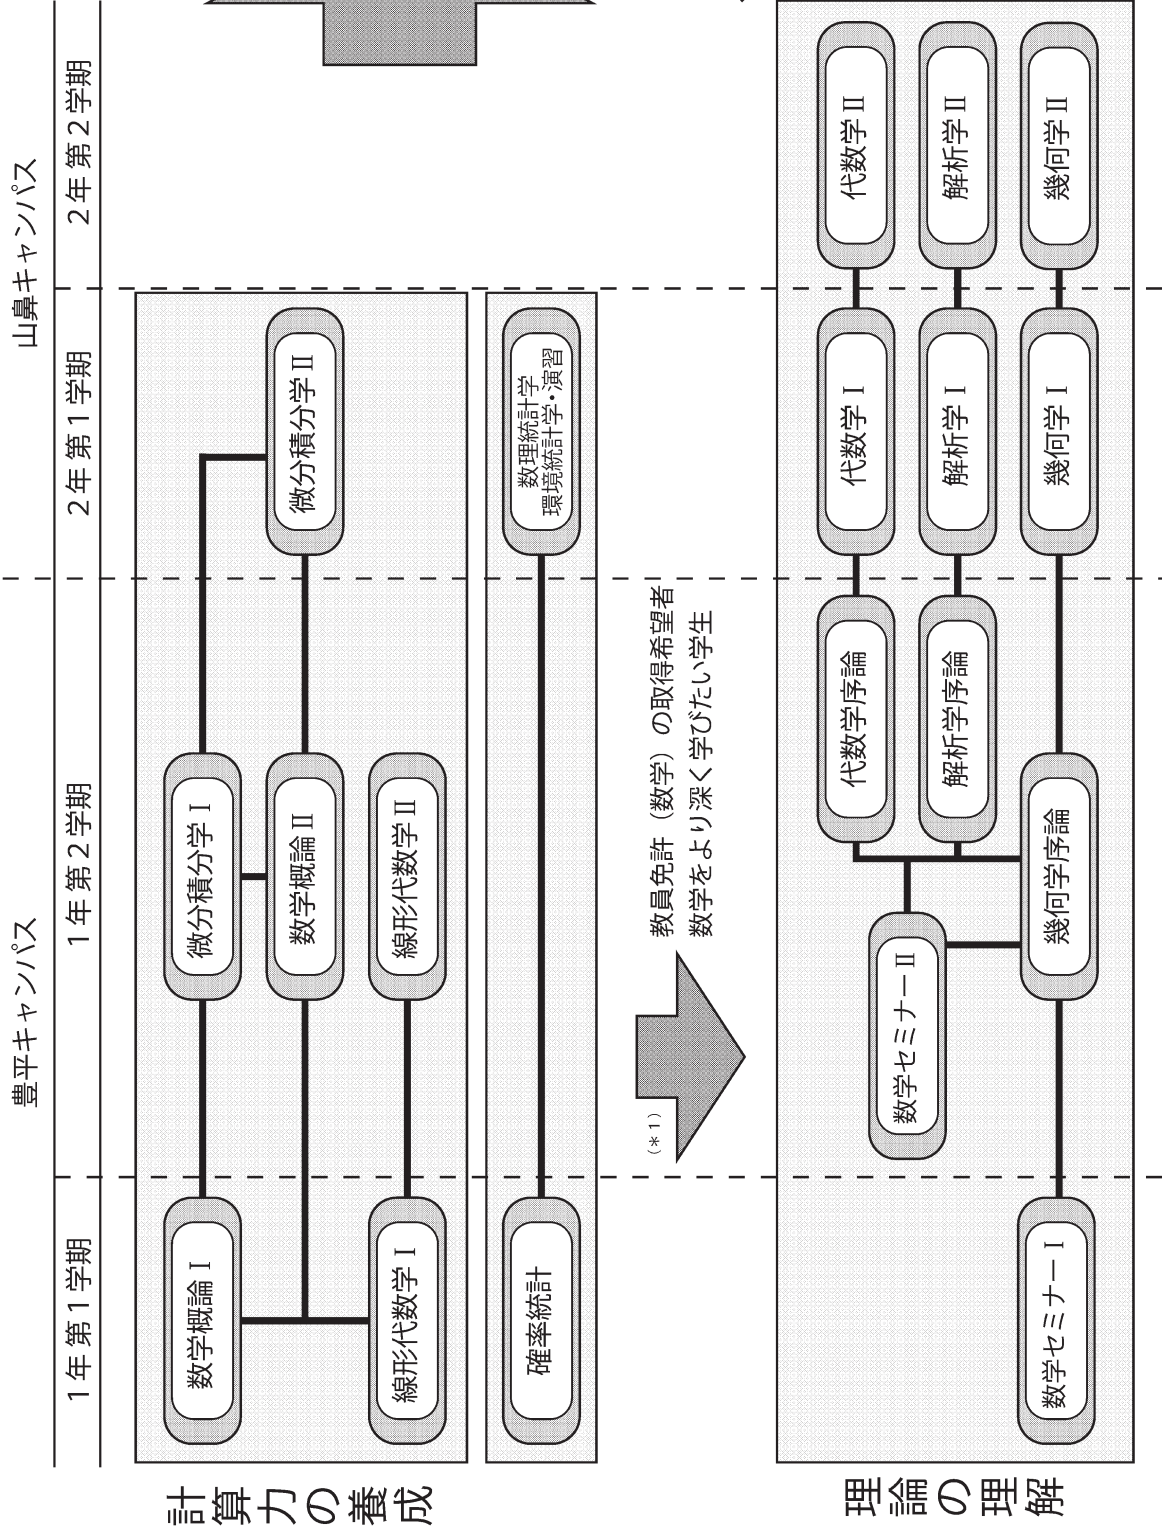 豊平キャンパス
山鼻キャンパス
1年第1学期
1年第2学期
2年第1学期
2年第2学期
計算力の養成
数学概論Ⅰ
微分積分学Ⅰ
数学概論Ⅱ
微分積分学Ⅱ
線形代数学Ⅰ
線形代数学Ⅱ
確率統計
数理統計学
環境統計学・演習
(＊1)
教員免許（数学）の取得希望者
数学をより深く学びたい学生
理論の理解
代数学序論
代数学Ⅰ
代数学Ⅱ
数学セミナーⅡ
解析学序論
解析学Ⅰ
解析学Ⅱ
数学セミナーⅠ
幾何学序論
幾何学Ⅰ
幾何学Ⅱ